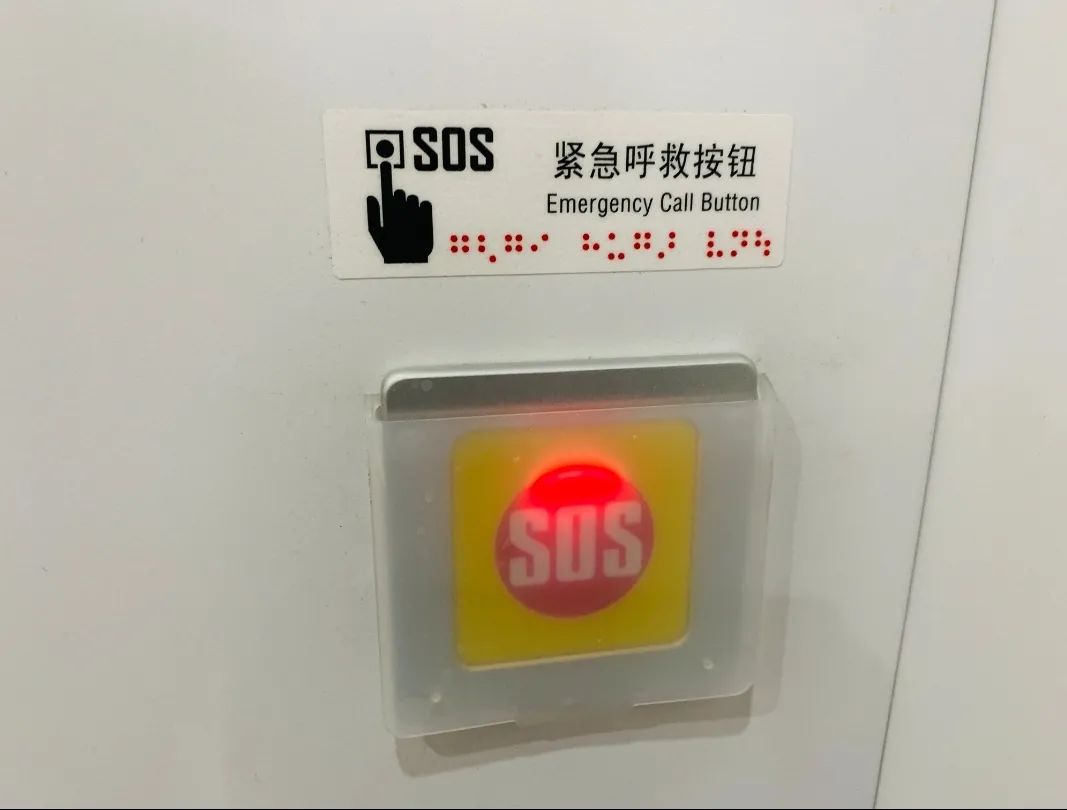 SOS
紧急呼救按钮
Emergency Call Button
SOS